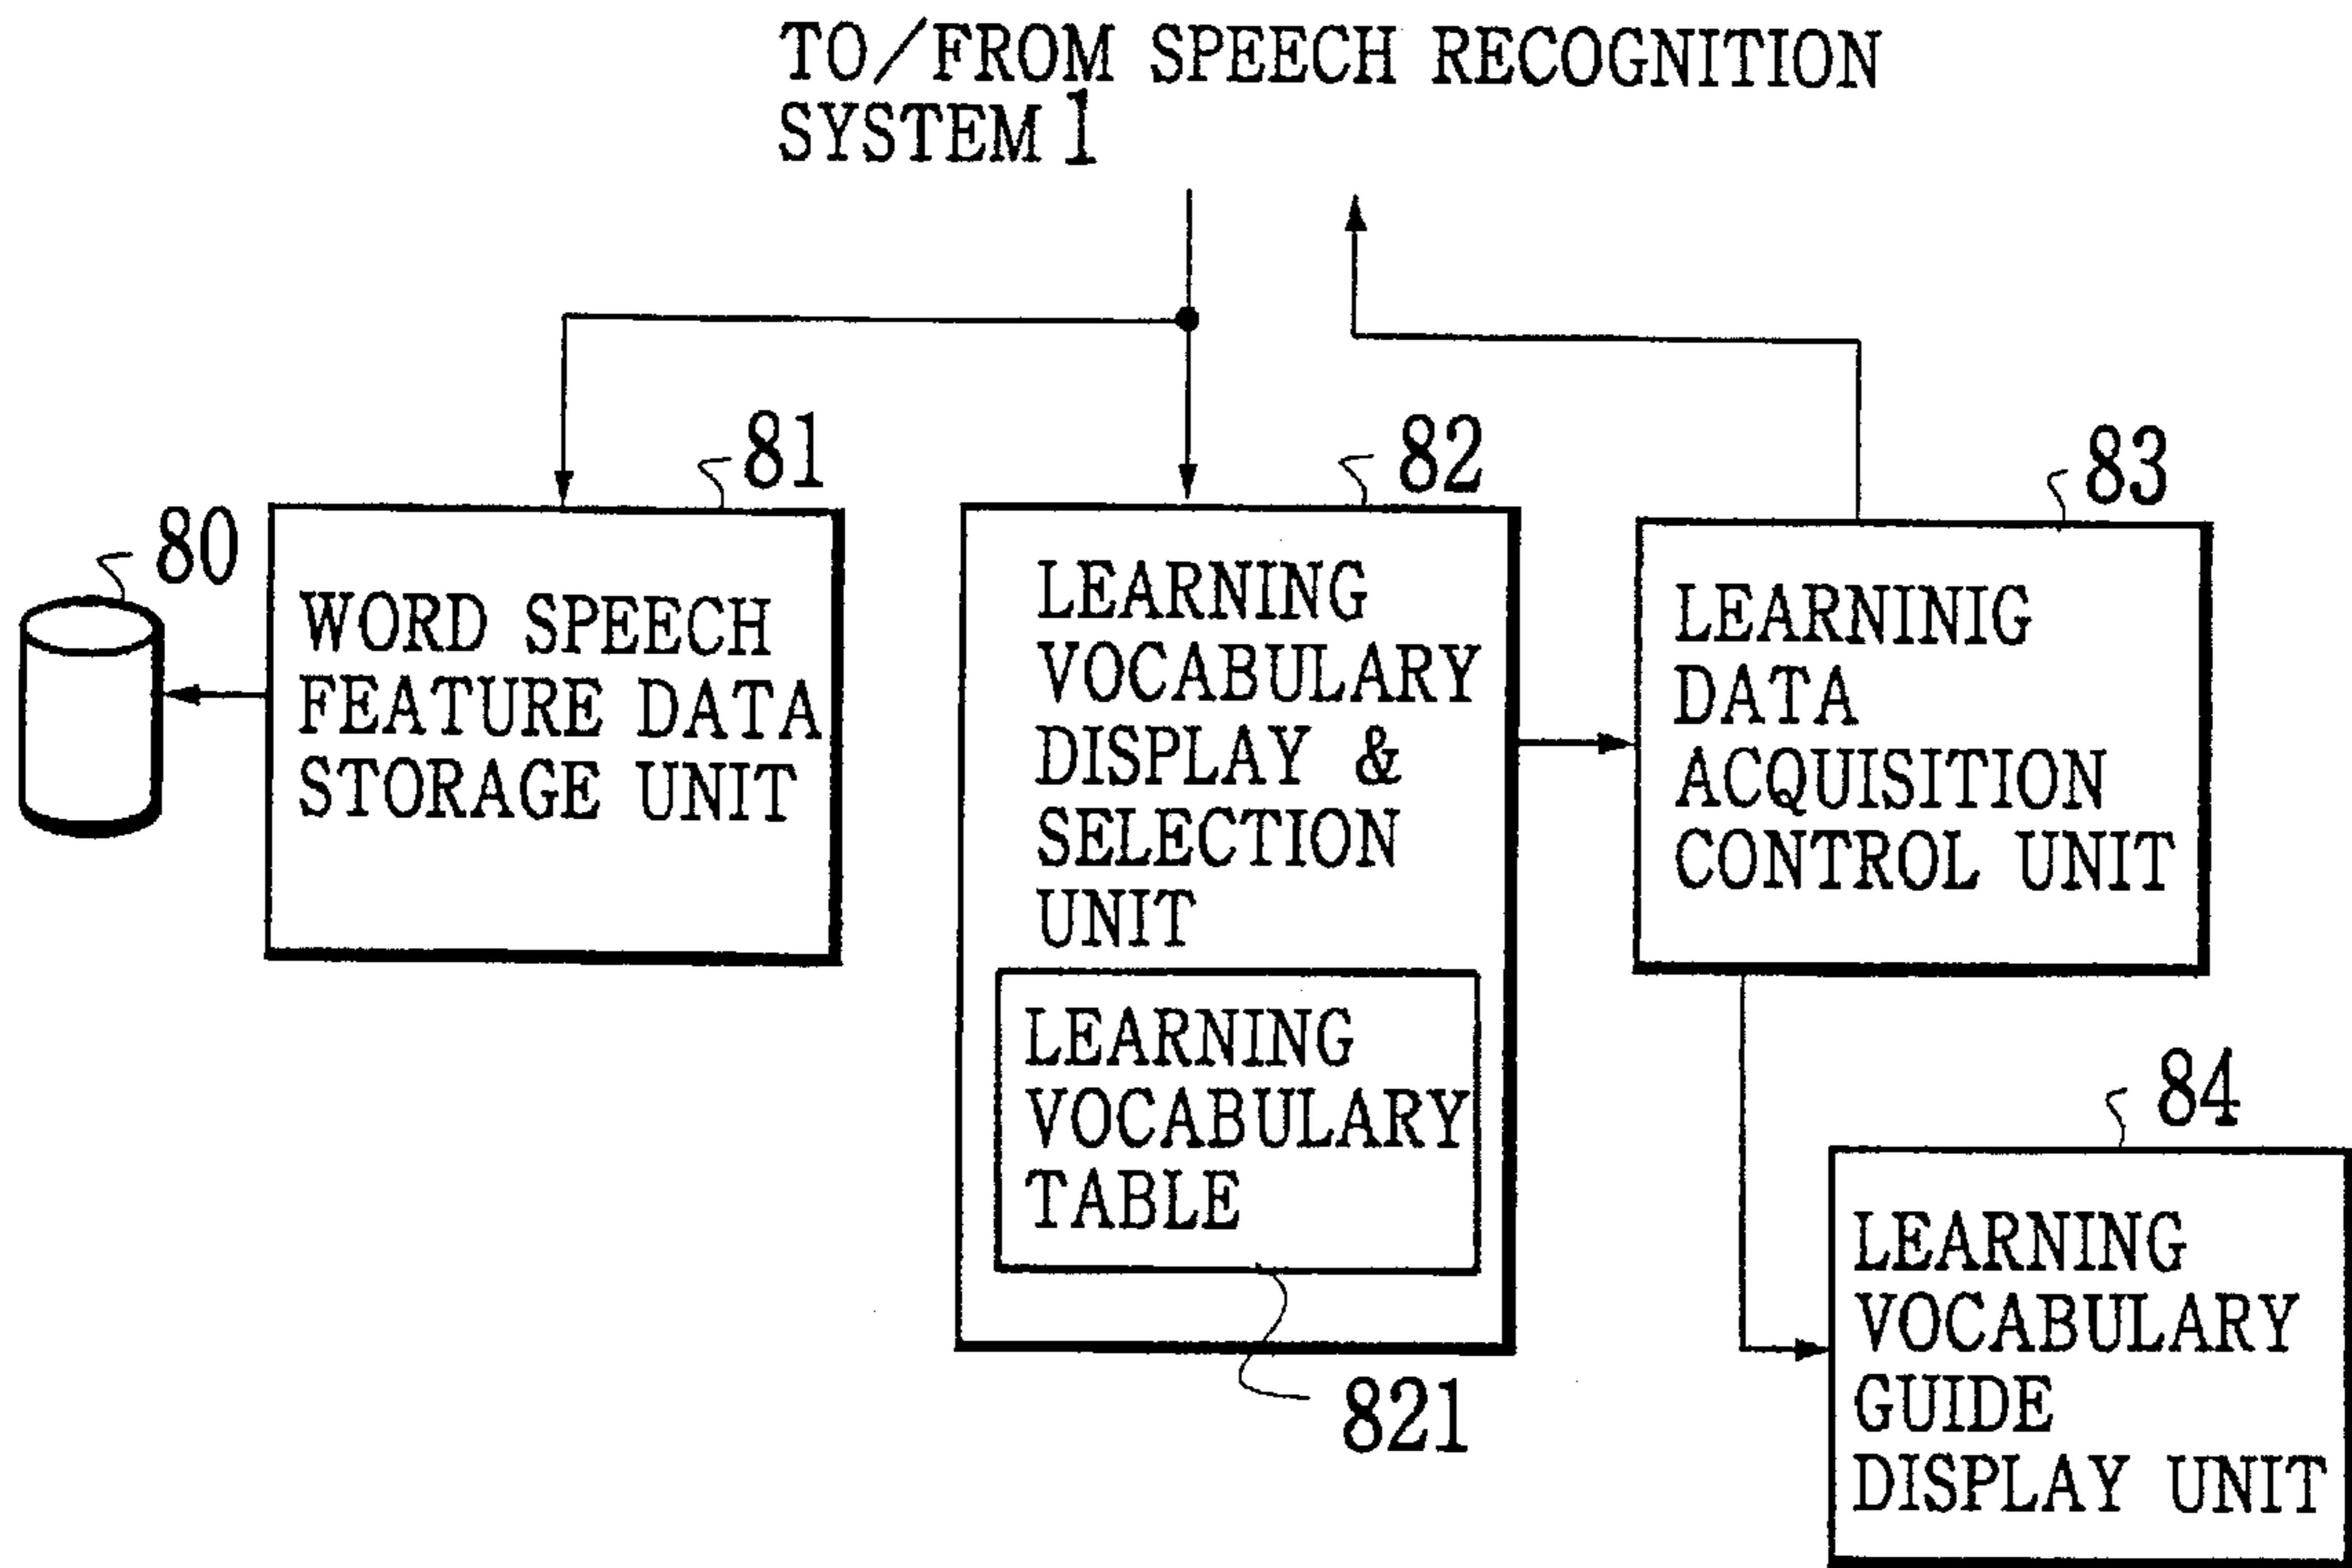 TO/FROM SPEECH RECOGNITION
SYSTEM 1
80
81
WORD SPEECH
FEATURE DATA
STORAGE UNIT
82
LEARNING
VOCABULARY
DISPLAY &
SELECTION
UNIT
LEARNING
VOCABULARY
TABLE
821
83
LEARNINIG
DATA
ACQUISITION
CONTROL UNIT
84
LEARNING
VOCABULARY
GUIDE
DISPLAY UNIT